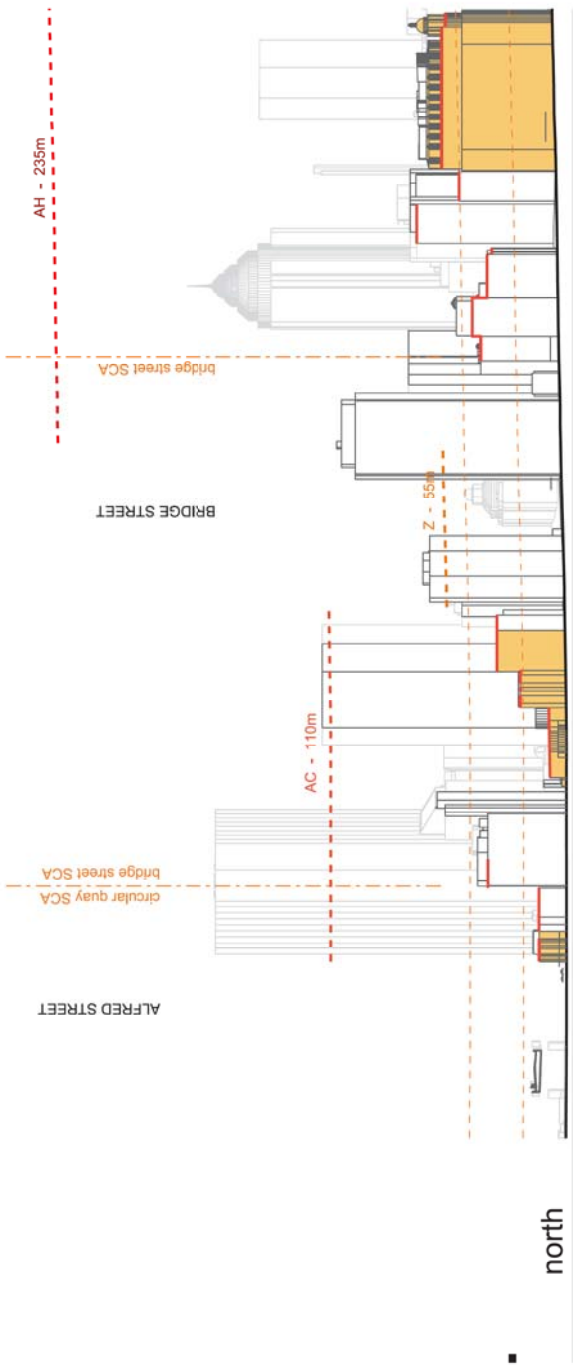 AH - 235m
bridge street SCA
BRIDGE STREET
Z - 55m
AC - 110m
bridge street SCA
circular quay SCA
ALFRED STREET
north